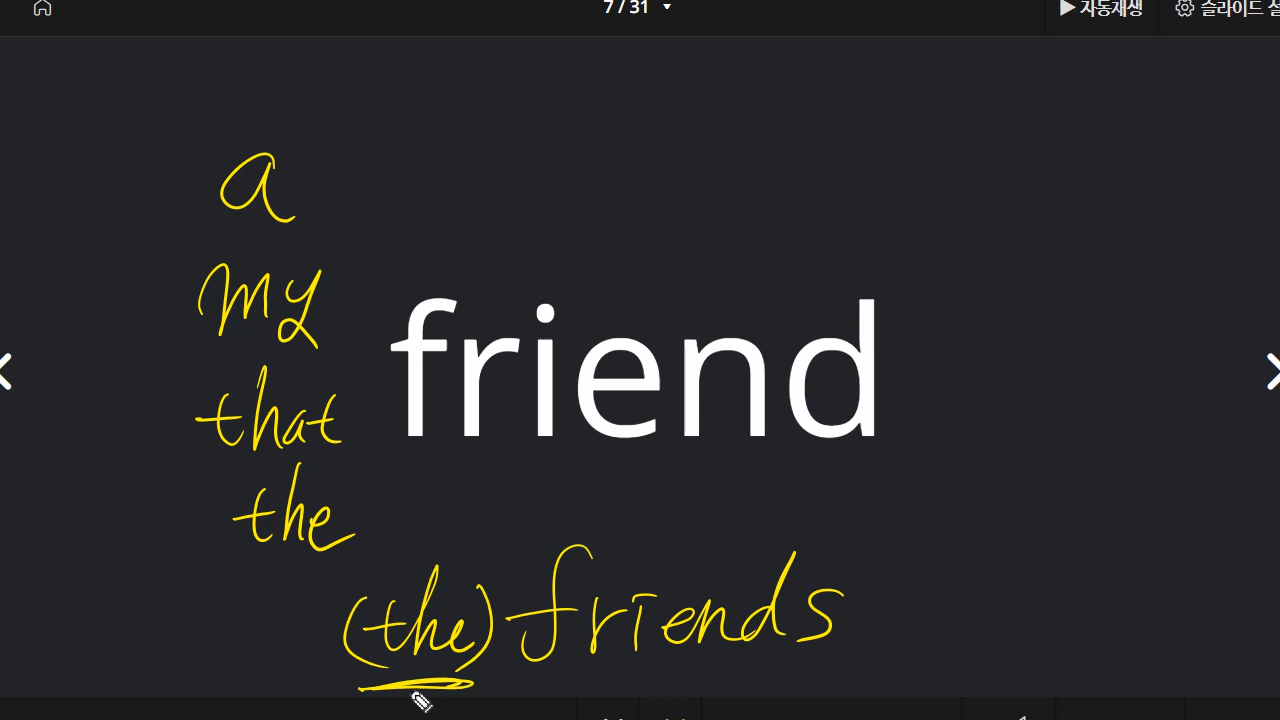 7 / 31
자동재생
슬라이드
a
my
friend
that
the
(the) friends